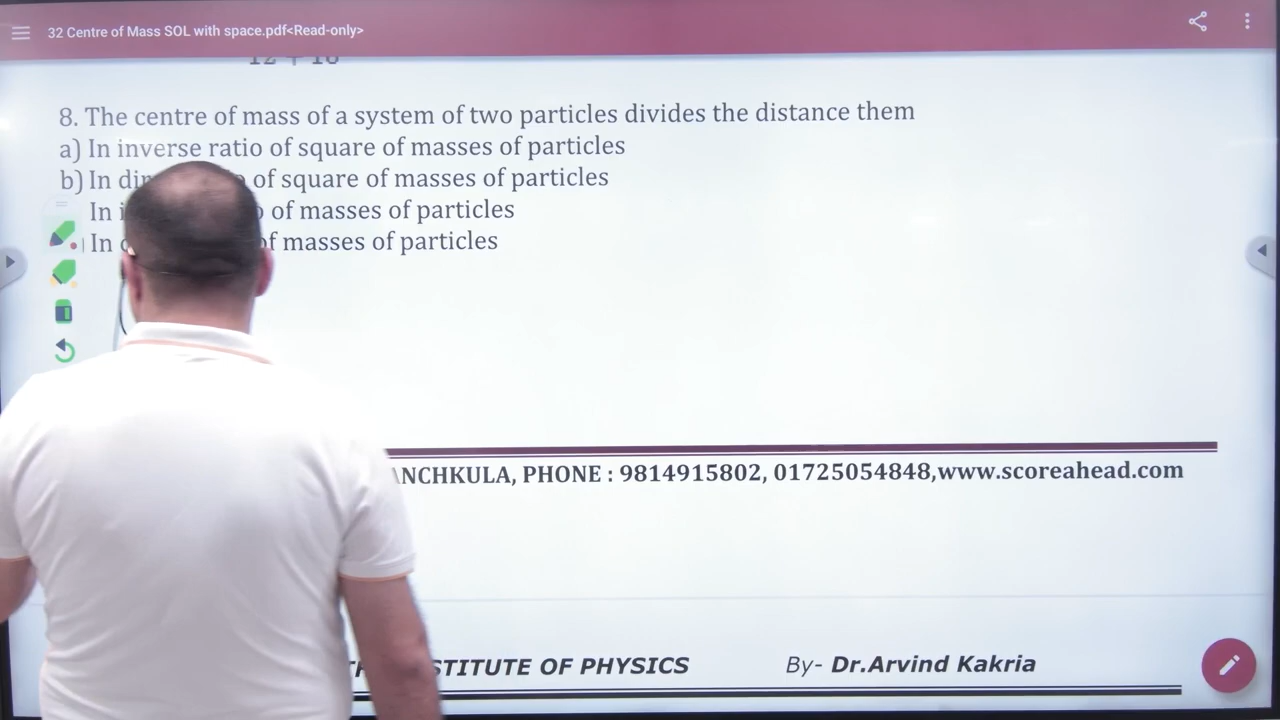 32 Centre of Mass SOL with space.pdf<Read-only>
12 + 16
8. The centre of mass of a system of two particles divides the distance them
a) In inverse ratio of square of masses of particles
b) In of square of masses of particles
In of masses of particles
In of masses of particles
PHONE : 9814915802, 01725054848,www.scoreahead.com
OF PHYSICS By- Dr.Arvind Kakria